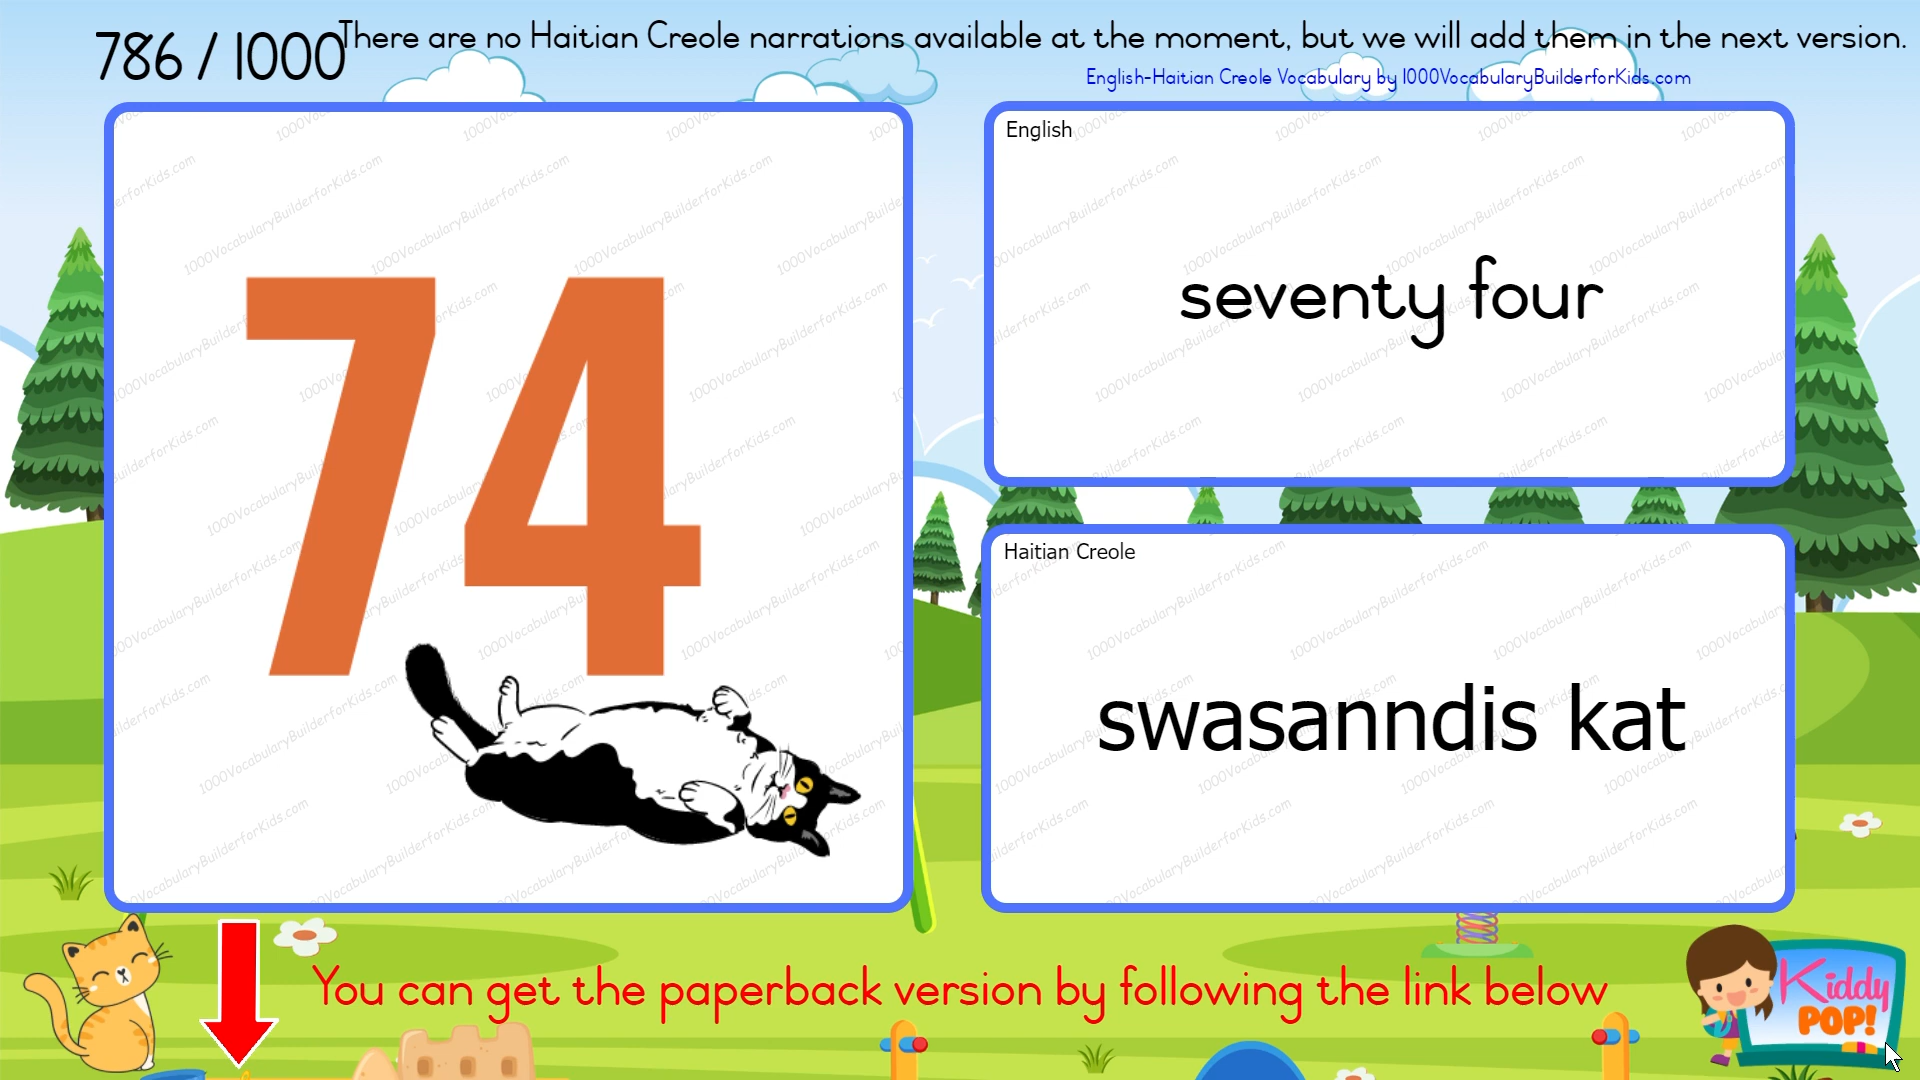 786 / 1000
There are no Haitian Creole narrations available at the moment, but we will add them in the next version.
English-Haitian Creole Vocabulary by 1000VocabularyBuilderforKids.com
74
English
seventy four
Haitian Creole
swasanndis kat
You can get the paperback version by following the link below
Kiddy
POP!
1000VocabularyBuilderforKids.com